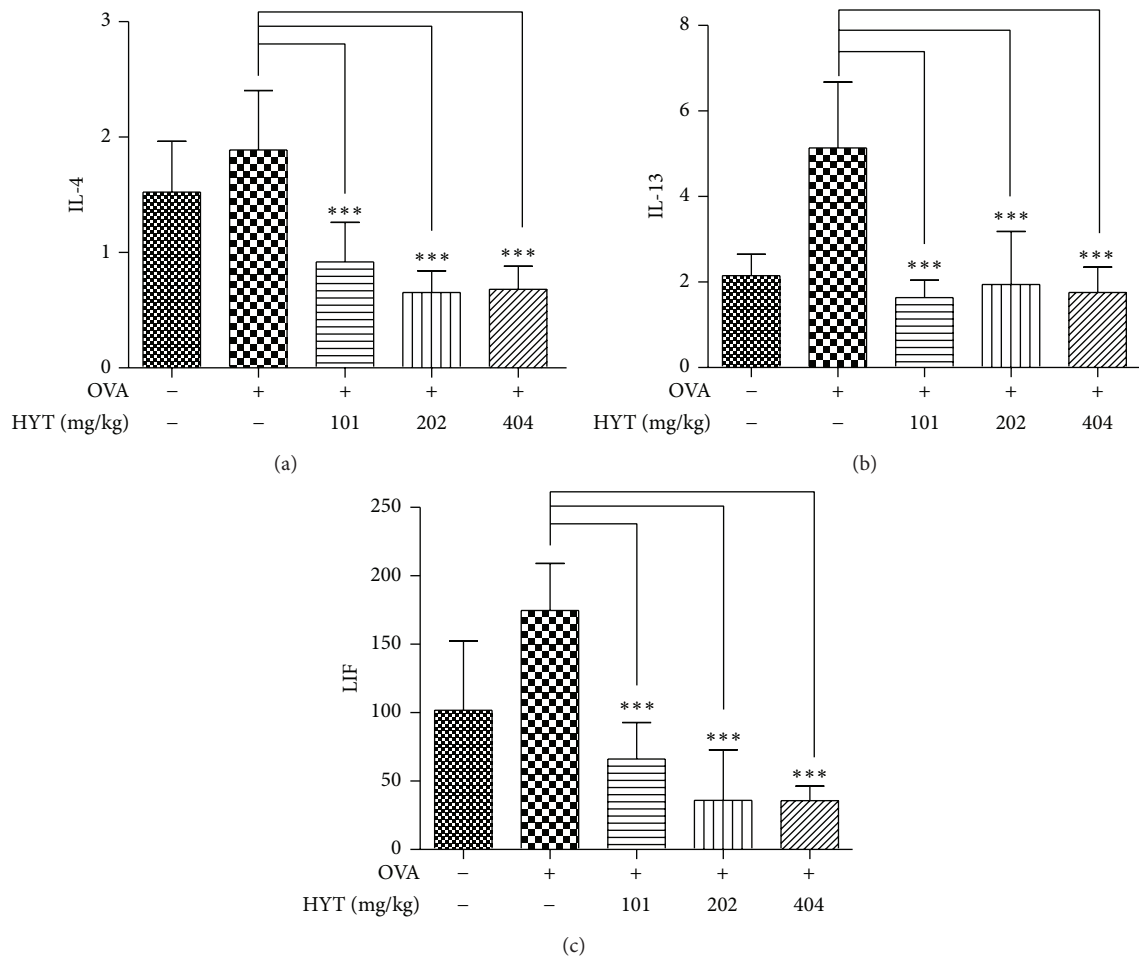 3
2
1
0
IL-4
***
***
***
OVA – + + + +
HYT (mg/kg) – – 101 202 404
(a)
8
6
4
2
0
IL-13
***
***
***
OVA – + + + +
HYT (mg/kg) – – 101 202 404
(b)
250
200
150
100
50
0
LIF
***
***
***
OVA – + + + +
HYT (mg/kg) – – 101 202 404
(c)